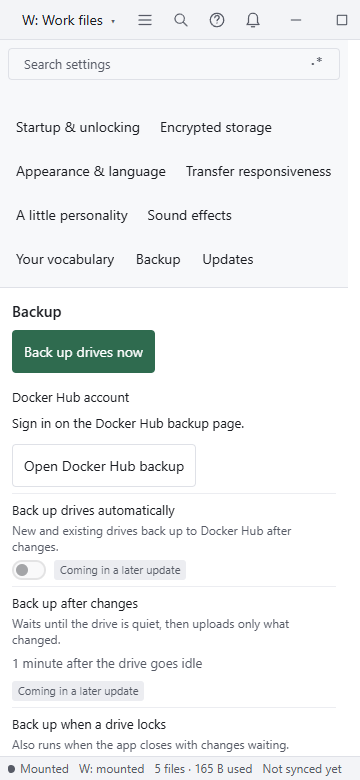 W: Work files
Search settings
.*
Startup & unlocking Encrypted storage
Appearance & language Transfer responsiveness
A little personality Sound effects
Your vocabulary Backup Updates
Backup
Back up drives now
Docker Hub account
Sign in on the Docker Hub backup page.
Open Docker Hub backup
Back up drives automatically
New and existing drives back up to Docker Hub after
changes.
Coming in a later update
Back up after changes
Waits until the drive is quiet, then uploads only what
changed.
1 minute after the drive goes idle
Coming in a later update
Back up when a drive locks
Also runs when the app closes with changes waiting.
Mounted W: mounted 5 files · 165 B used Not synced yet